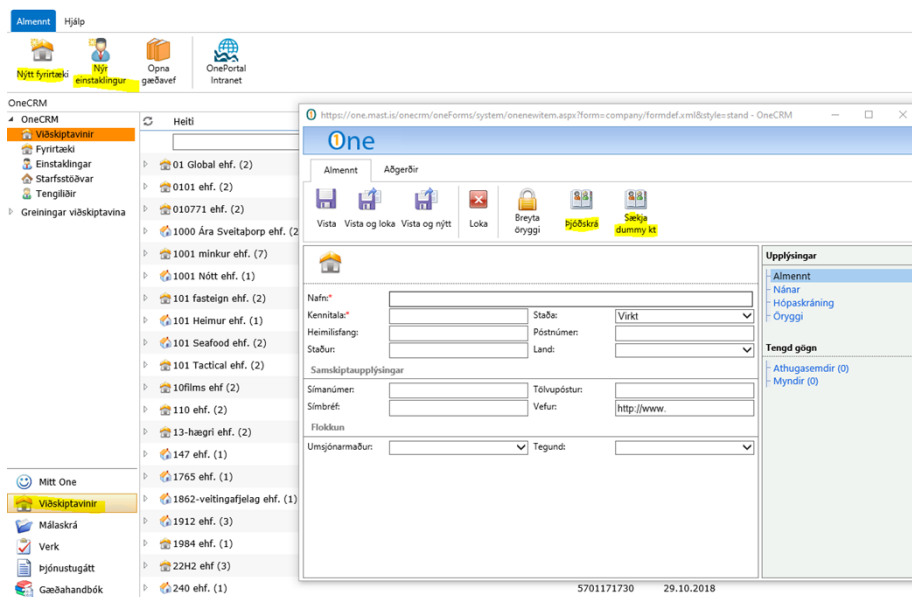 Almennt Hjálp
Nýtt fyrirtæki
Nýr einstaklingur
Opna gæðavef
OnePortal Intranet
OneCRM
OneCRM
Viðskiptavinir
Fyrirtæki
Einstaklingar
Starfsstöðvar
Tengiliðir
Greiningar viðskiptavina
Mitt One
Viðskiptavinir
Málaskrá
Verk
Þjónustugátt
Gæðahandbók
Heiti
01 Global ehf. (2)
0101 ehf. (2)
010771 ehf. (2)
1000 Ára Sveitaþorp ehf. (2
1001 minkur ehf. (7)
1001 Nótt ehf. (1)
101 fasteign ehf. (2)
101 Heimur ehf. (1)
101 Seafood ehf. (2)
101 Tactical ehf. (2)
10films ehf (2)
110 ehf. (2)
13-hægri ehf. (2)
147 ehf. (1)
1765 ehf. (1)
1862-veitingafjelag ehf. (1)
1912 ehf. (3)
1984 ehf. (1)
22H2 ehf (3)
240 ehf. (1) 5701171730 29.10.2018
https://one.mast.is/onecrm/oneForms/system/onenewitem.aspx?form=company/formdef.xml&style=stand - OneCRM
One
Almennt Aðgerðir
Vista
Vista og loka
Vista og nýtt
Loka
Breyta öryggi
Þjóðskrá
Sækja dummy kt
Nafn:*
Kennitala:* Staða: Virkt
Heimilisfang: Póstnúmer:
Staður: Land:
Samskiptaupplýsingar
Símanúmer: Tölvupóstur:
Símbréf: Vefur: http://www.
Flokkun
Umsjónarmaður: Tegund:
Upplýsingar
Almennt
Nánar
Hópaskráning
Öryggi
Tengd gögn
Athugasemdir (0)
Myndir (0)